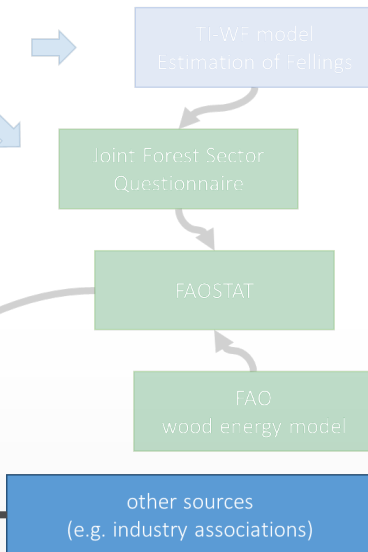 TI-WF model
Estimation of Fellings
Joint Forest Sector
Questionnaire
FAOSTAT
FAO
wood energy model
other sources
(e.g. industry associations)